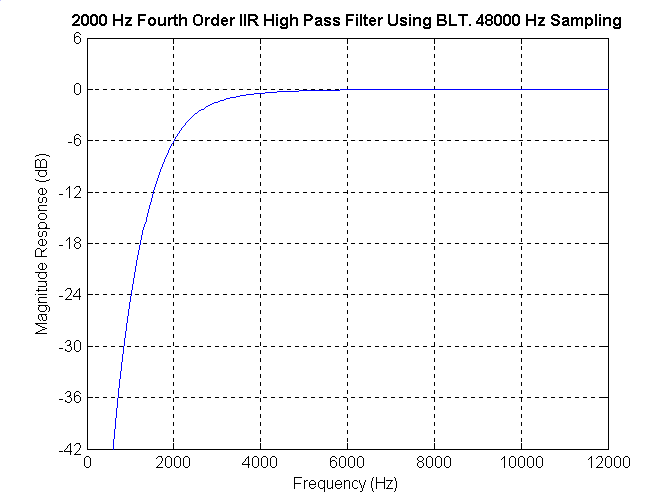 2000 Hz Fourth Order IIR High Pass Filter Using BLT. 48000 Hz Sampling
6
0
-6
-12
-18
-24
-30
-36
-42
Magnitude Response (dB)
0 2000 4000 6000 8000 10000 12000
Frequency (Hz)